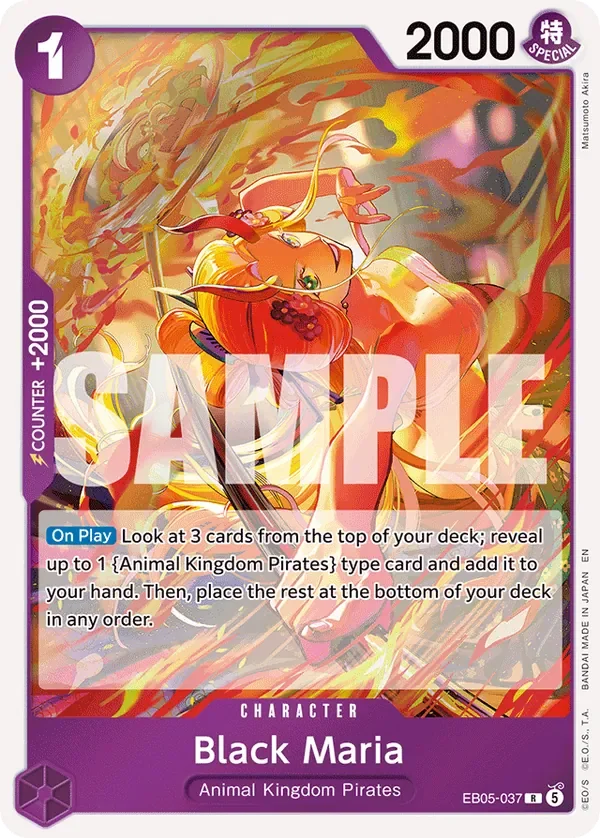 1
2000
特
SPECIAL
Matsumoto Akira
COUNTER +2000
SAMPLE
On Play Look at 3 cards from the top of your deck; reveal
up to 1 {Animal Kingdom Pirates} type card and add it to
your hand. Then, place the rest at the bottom of your deck
in any order.
CHARACTER
Black Maria
Animal Kingdom Pirates
EB05-037 R 5
©E.O/S ©E.O./S., T.A. BANDAI MADE IN JAPAN EN